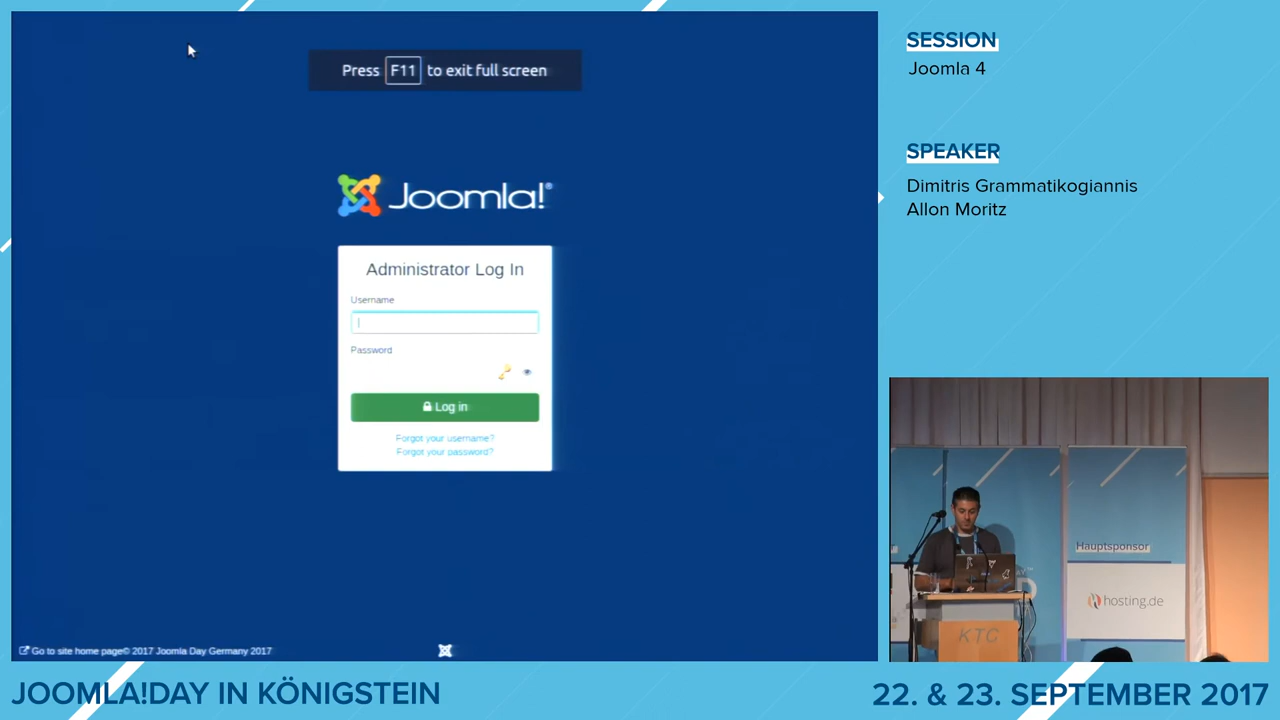 Press F11 to exit full screen
Joomla!®
Administrator Log In
Username
Password
Log in
Forgot your username?
Forgot your password?
Go to site home page© 2017 Joomla Day Germany 2017
SESSION
Joomla 4
SPEAKER
Dimitris Grammatikogiannis
Allon Moritz
Hauptsponsor
hosting.de
KTC
JOOMLA!DAY IN KÖNIGSTEIN
22. & 23. SEPTEMBER 2017